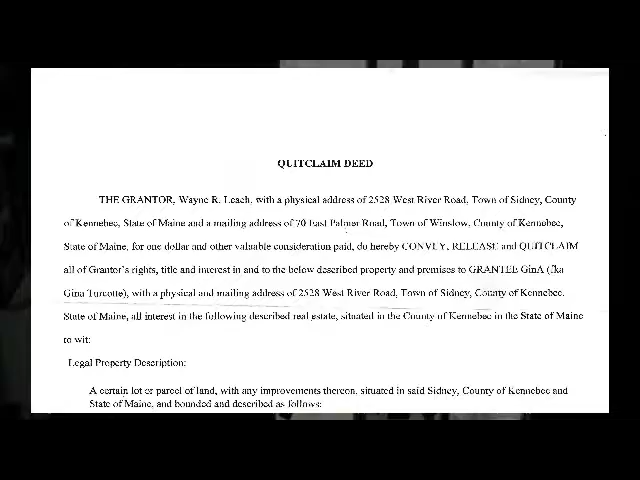 QUITCLAIM DEED
THE GRANTOR, Wayne R. Leach, with a physical address of 2528 West River Road, Town of Sidney, County
of Kennebec, State of Maine and a mailing address of 70 East Palmer Road, Town of Winslow, County of Kennebec,
State of Maine, for one dollar and other valuable consideration paid, do hereby CONVEY, RELEASE and QUITCLAIM
all of Grantor's rights, title and interest in and to the below described property and premises to GRANTEE GinA (fka
Gina Turcotte), with a physical and mailing address of 2528 West River Road, Town of Sidney, County of Kennebec,
State of Maine, all interest in the following described real estate, situated in the County of Kennebec in the State of Maine
to wit:
Legal Property Description:
A certain lot or parcel of land, with any improvements thereon, situated in said Sidney, County of Kennebec and
State of Maine, and bounded and described as follows: